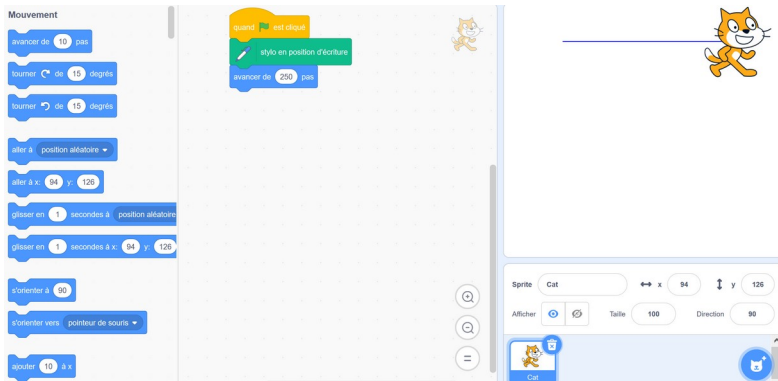 Mouvement
avancer de 10 pas
tourner de 15 degrés
tourner de 15 degrés
aller à position aléatoire
aller à x: 94 y: 126
glisser en 1 secondes à position aléatoire
glisser en 1 secondes à x: 94 y: 126
s'orienter à 90
s'orienter vers pointeur de souris
ajouter 10 à x
quand est cliqué
stylo en position d'écriture
avancer de 250 pas
Sprite Cat x 94 y 126
Afficher Taille 100 Direction 90
Cat